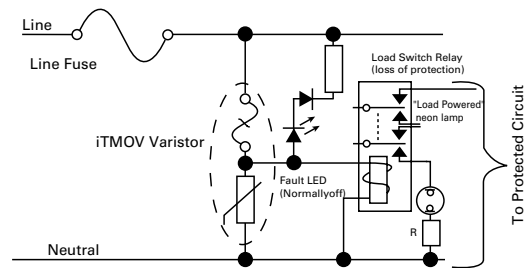 Line
Line Fuse
Load Switch Relay
(loss of protection)
"Load Powered"
neon lamp
iTMOV Varistor
Fault LED
(Normallyoff)
R
Neutral
To Protected Circuit